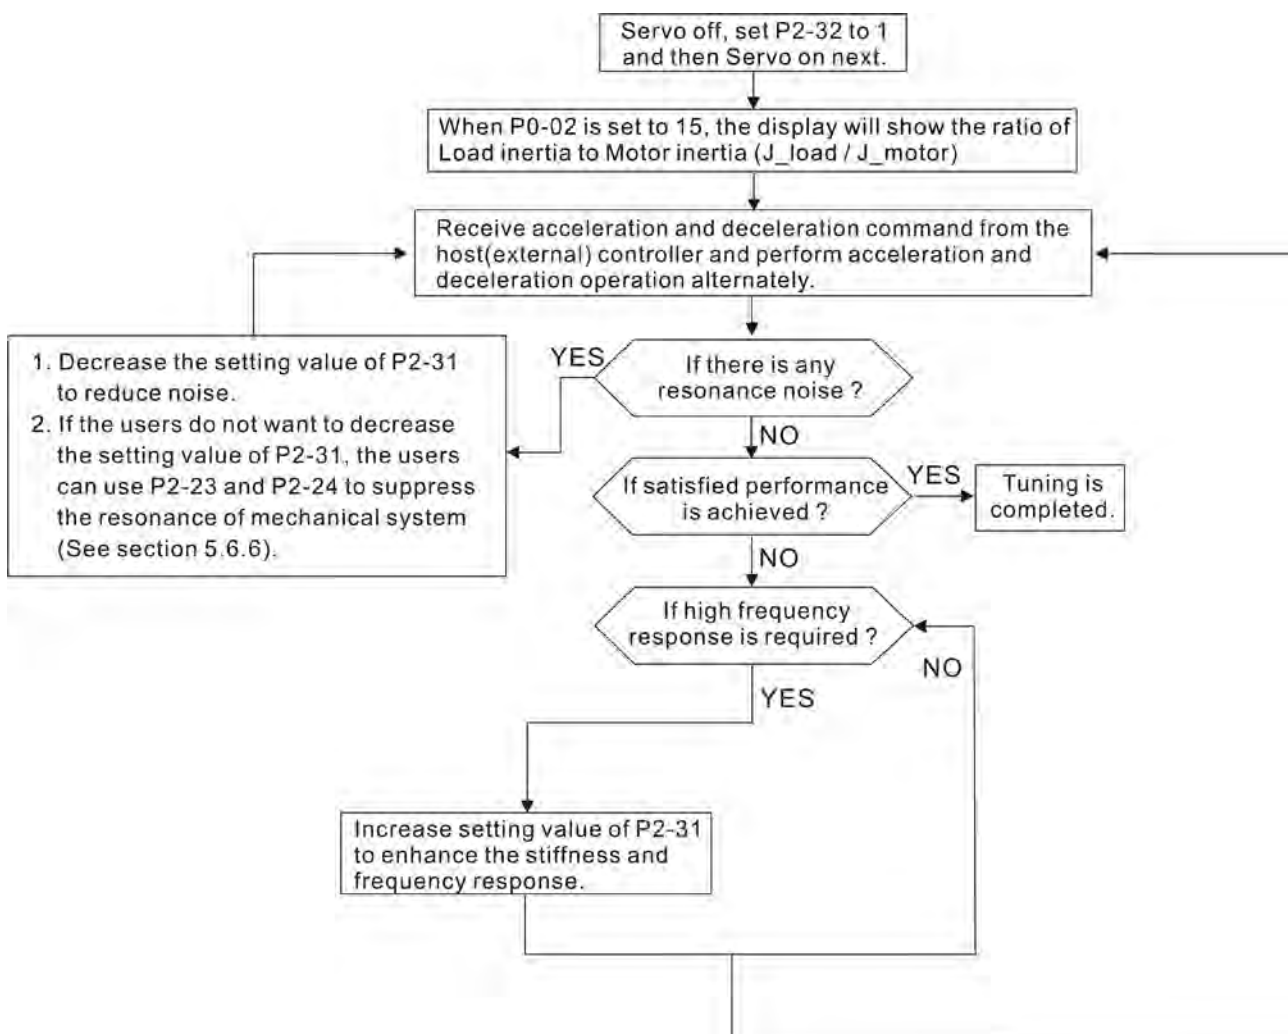 Servo off, set P2-32 to 1
and then Servo on next.
When P0-02 is set to 15, the display will show the ratio of
Load inertia to Motor inertia (J_load / J_motor)
Receive acceleration and deceleration command from the
host(external) controller and perform acceleration and
deceleration operation alternately.
1. Decrease the setting value of P2-31
to reduce noise.
2. If the users do not want to decrease
the setting value of P2-31, the users
can use P2-23 and P2-24 to suppress
the resonance of mechanical system
(See section 5.6.6).
YES
If there is any
resonance noise ?
NO
If satisfied performance
is achieved ?
YES
Tuning is
completed.
NO
If high frequency
response is required ?
NO
YES
Increase setting value of P2-31
to enhance the stiffness and
frequency response.